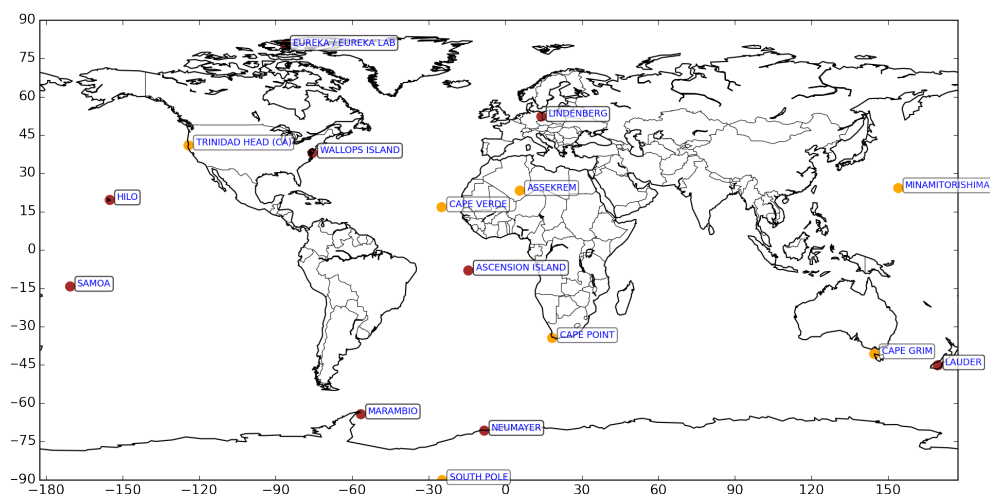 90
75
60
45
30
15
0
−15
−30
−45
−60
−75
−90
EUREKA / EUREKA LAB
LINDENBERG
TRINIDAD HEAD (CA)
WALLOPS ISLAND
ASSEKREM
MINAMITORISHIMA
HILO
CAPE VERDE
ASCENSION ISLAND
SAMOA
CAPE POINT
CAPE GRIM
LAUDER
MARAMBIO
NEUMAYER
SOUTH POLE
−150 −120 −90 −60 −30 0 30 60 90 120 150